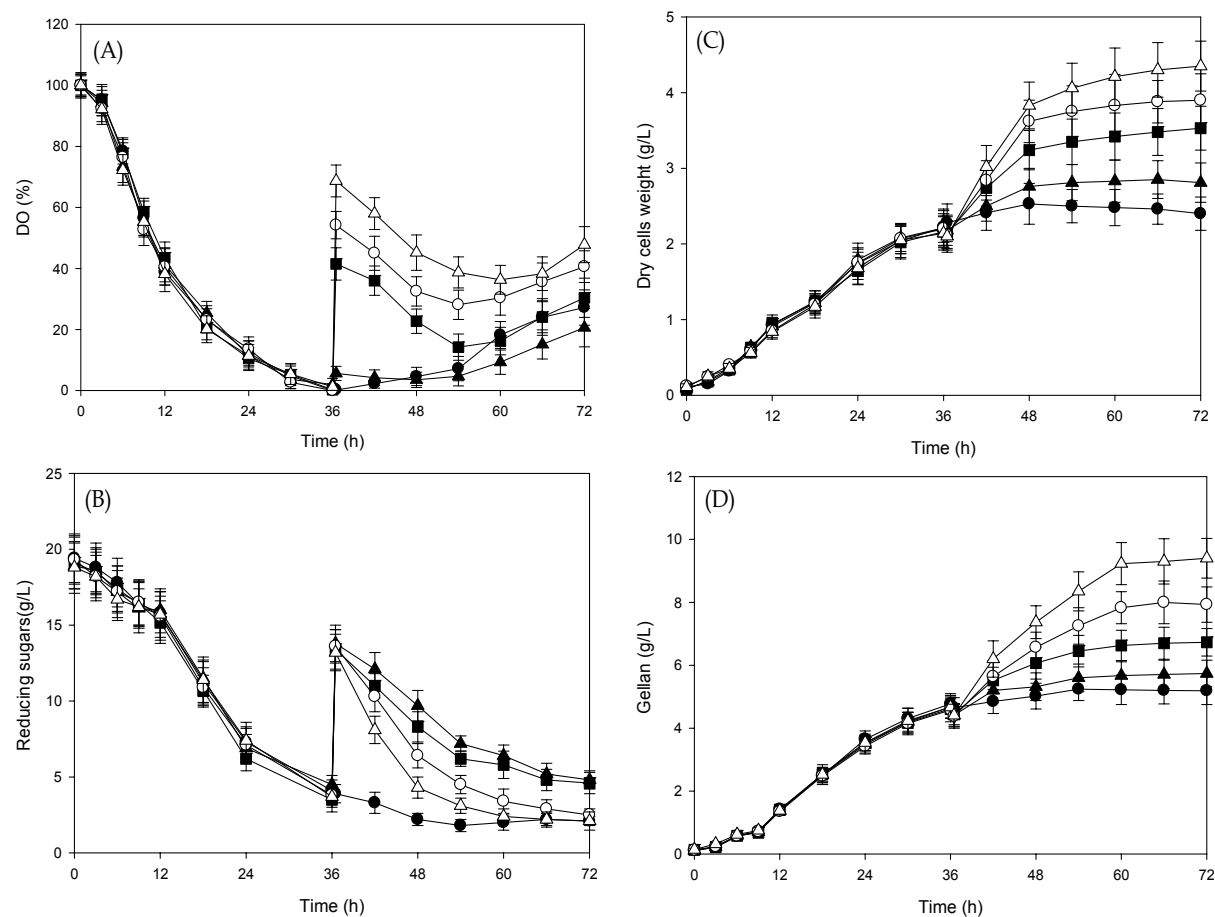 (A)
DO (%)
120
100
80
60
40
20
0
0 12 24 36 48 60 72
Time (h)
(C)
Dry cells weight (g/L)
5
4
3
2
1
0
0 12 24 36 48 60 72
Time (h)
(B)
Reducing sugars(g/L)
25
20
15
10
5
0
0 12 24 36 48 60 72
Time (h)
(D)
Gellan (g/L)
12
10
8
6
4
2
0
0 12 24 36 48 60 72
Time (h)